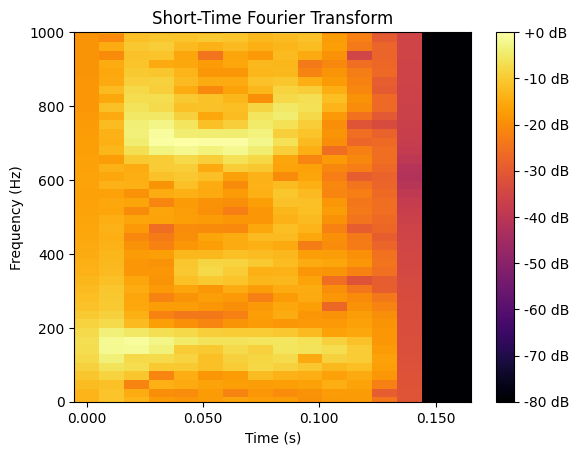 Short-Time Fourier Transform
1000
800
600
400
200
0
Frequency (Hz)
0.000
0.050
0.100
0.150
Time (s)
+0 dB
-10 dB
-20 dB
-30 dB
-40 dB
-50 dB
-60 dB
-70 dB
-80 dB